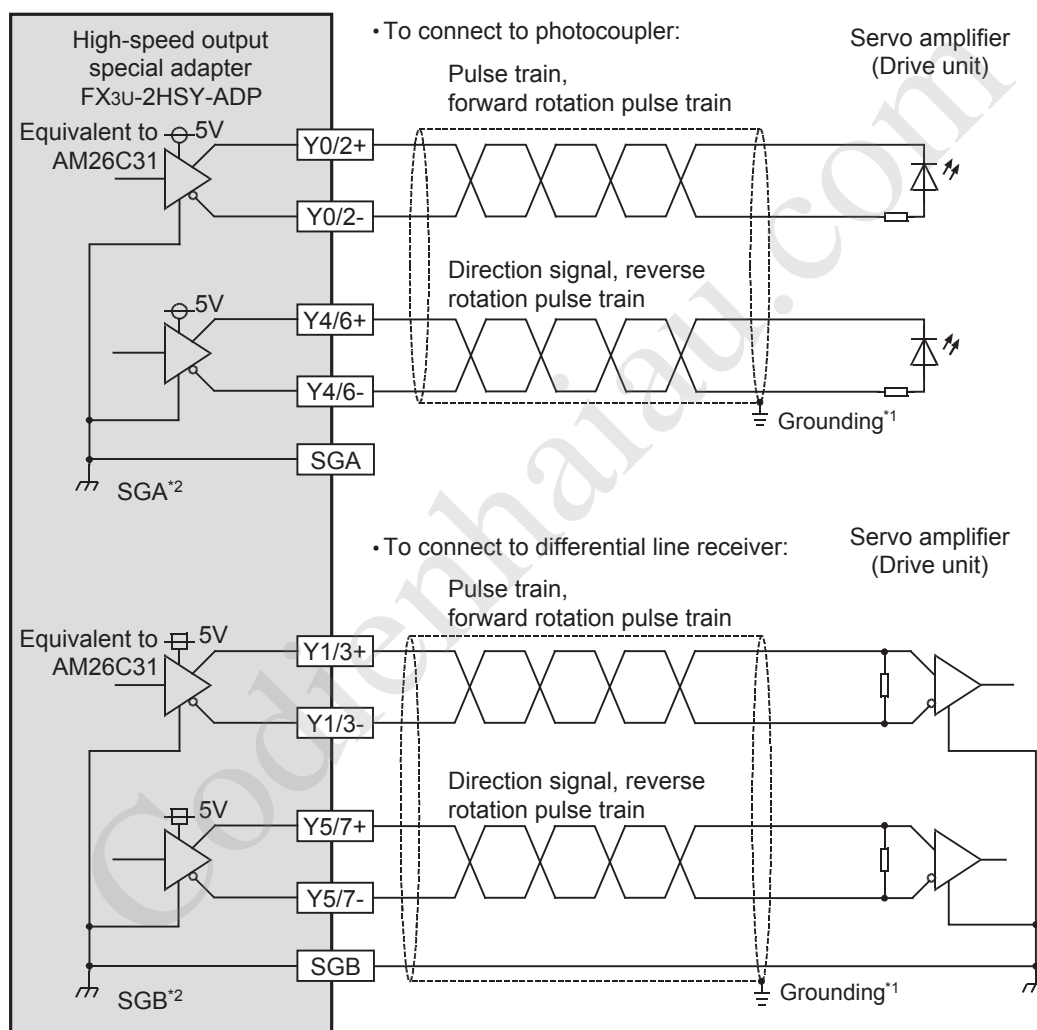 High-speed output
special adapter
FX3U-2HSY-ADP
• To connect to photocoupler:
Servo amplifier
(Drive unit)
Pulse train,
forward rotation pulse train
Equivalent to
AM26C31
5V
Y0/2+
Y0/2-
Direction signal, reverse
rotation pulse train
5V
Y4/6+
Y4/6-
Grounding*1
SGA
SGA*2
• To connect to differential line receiver:
Servo amplifier
(Drive unit)
Pulse train,
forward rotation pulse train
Equivalent to
AM26C31
5V
Y1/3+
Y1/3-
Direction signal, reverse
rotation pulse train
5V
Y5/7+
Y5/7-
SGB
SGB*2
Grounding*1
Codienhaiau.com